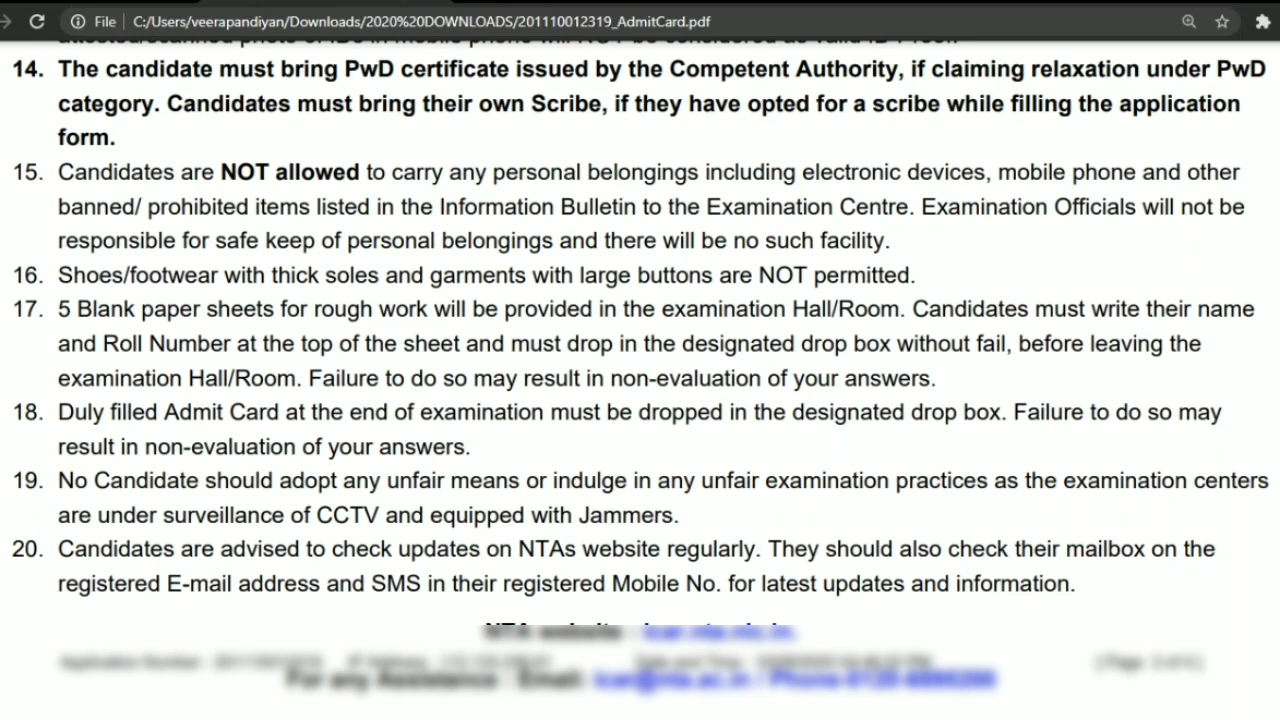 File C:/Users/veerapandiyan/Downloads/2020%20DOWNLOADS/201110012319_AdmitCard.pdf
14. The candidate must bring PwD certificate issued by the Competent Authority, if claiming relaxation under PwD
category. Candidates must bring their own Scribe, if they have opted for a scribe while filling the application
form.
15. Candidates are NOT allowed to carry any personal belongings including electronic devices, mobile phone and other
banned/ prohibited items listed in the Information Bulletin to the Examination Centre. Examination Officials will not be
responsible for safe keep of personal belongings and there will be no such facility.
16. Shoes/footwear with thick soles and garments with large buttons are NOT permitted.
17. 5 Blank paper sheets for rough work will be provided in the examination Hall/Room. Candidates must write their name
and Roll Number at the top of the sheet and must drop in the designated drop box without fail, before leaving the
examination Hall/Room. Failure to do so may result in non-evaluation of your answers.
18. Duly filled Admit Card at the end of examination must be dropped in the designated drop box. Failure to do so may
result in non-evaluation of your answers.
19. No Candidate should adopt any unfair means or indulge in any unfair examination practices as the examination centers
are under surveillance of CCTV and equipped with Jammers.
20. Candidates are advised to check updates on NTAs website regularly. They should also check their mailbox on the
registered E-mail address and SMS in their registered Mobile No. for latest updates and information.
NTA website :
For any Assistance : Email: